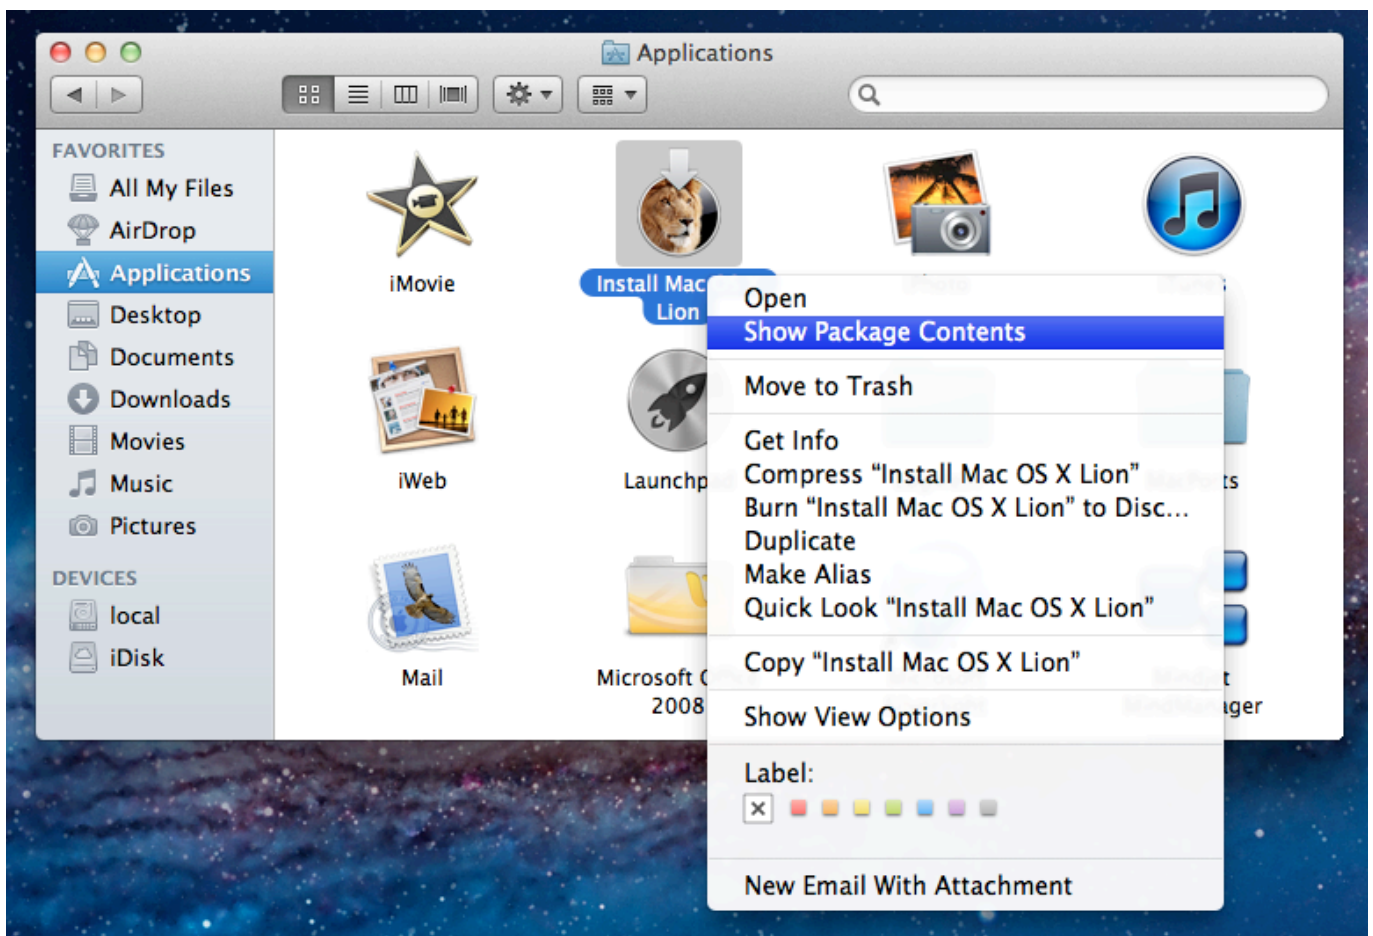 Applications
FAVORITES
All My Files
AirDrop
Applications
Desktop
Documents
Downloads
Movies
Music
Pictures
DEVICES
local
iDisk
iMovie
Install Mac
Lion
iWeb
Launchp
Mail
Microsoft
2008
Open
Show Package Contents
Move to Trash
Get Info
Compress “Install Mac OS X Lion”
Burn “Install Mac OS X Lion” to Disc...
Duplicate
Make Alias
Quick Look “Install Mac OS X Lion”
Copy “Install Mac OS X Lion”
Show View Options
Label:
New Email With Attachment